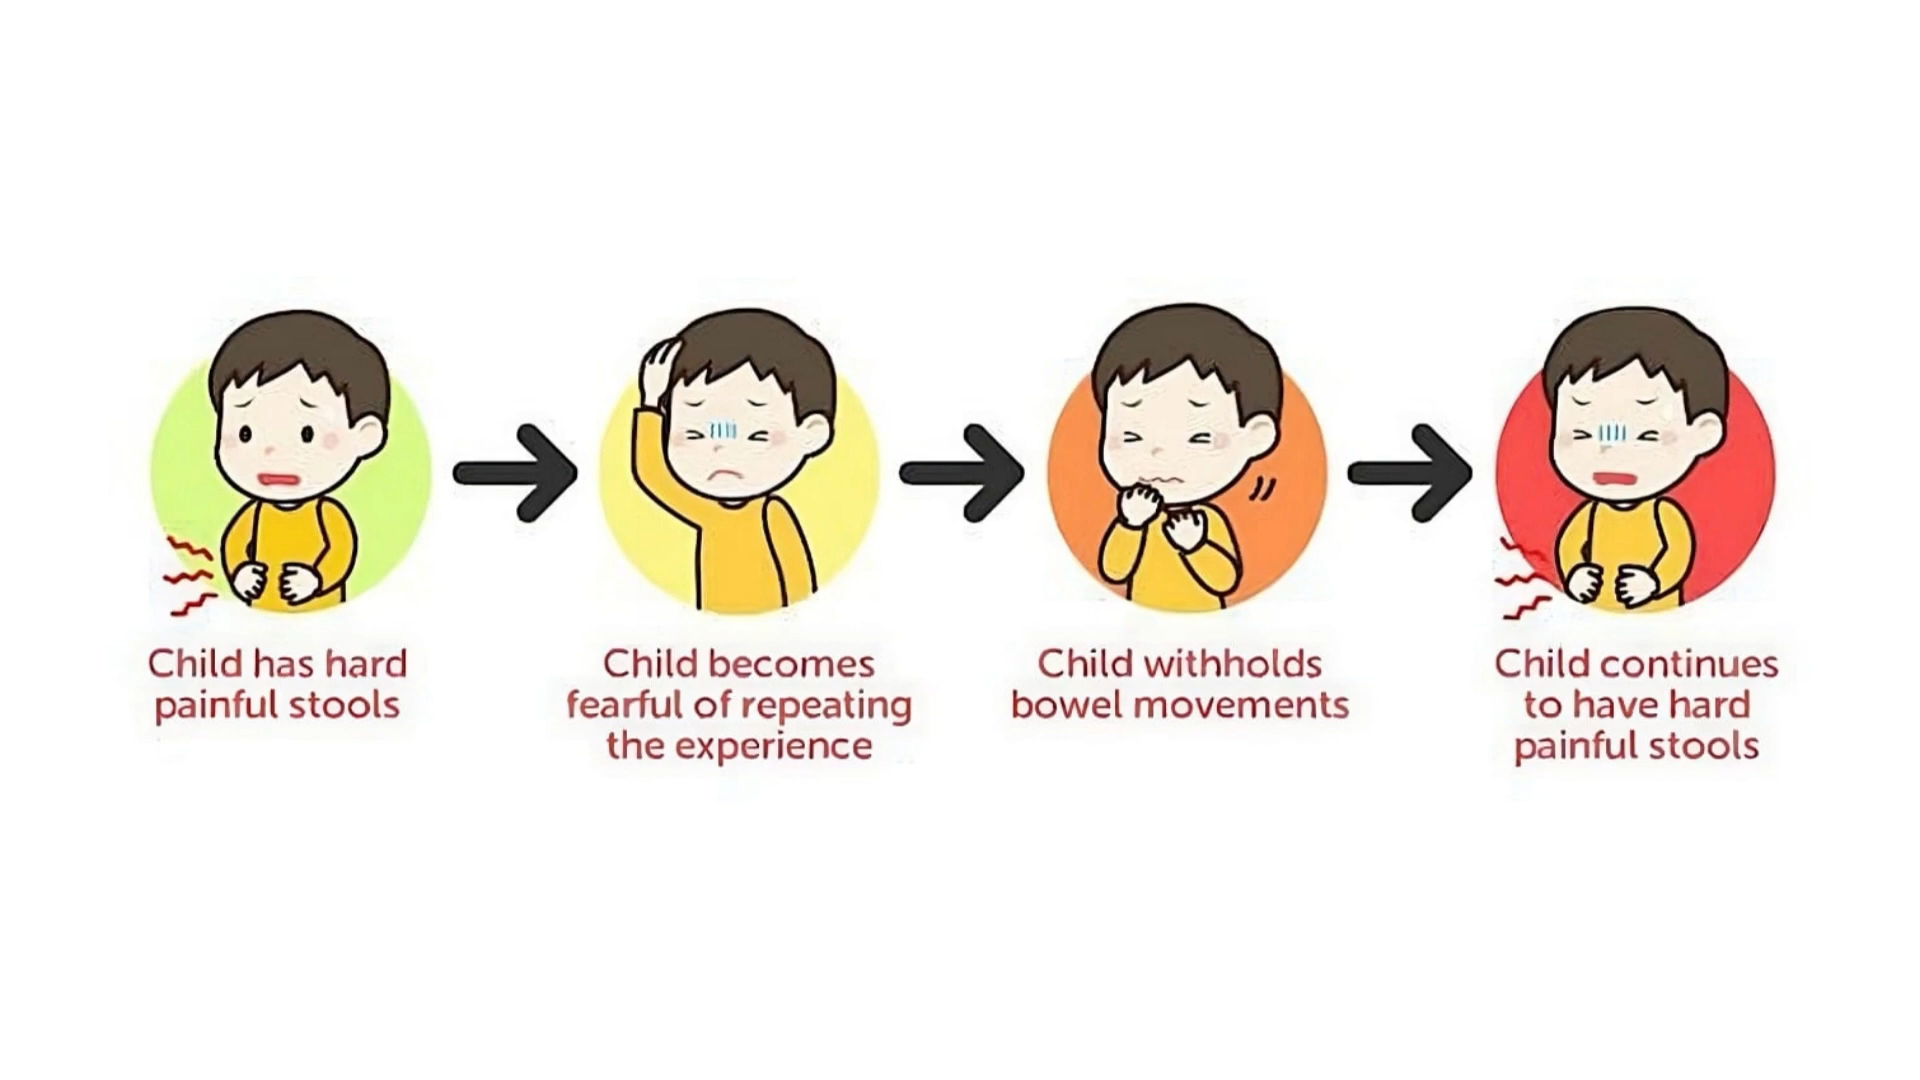 Child has hard
painful stools
Child becomes
fearful of repeating
the experience
Child withholds
bowel movements
Child continues
to have hard
painful stools